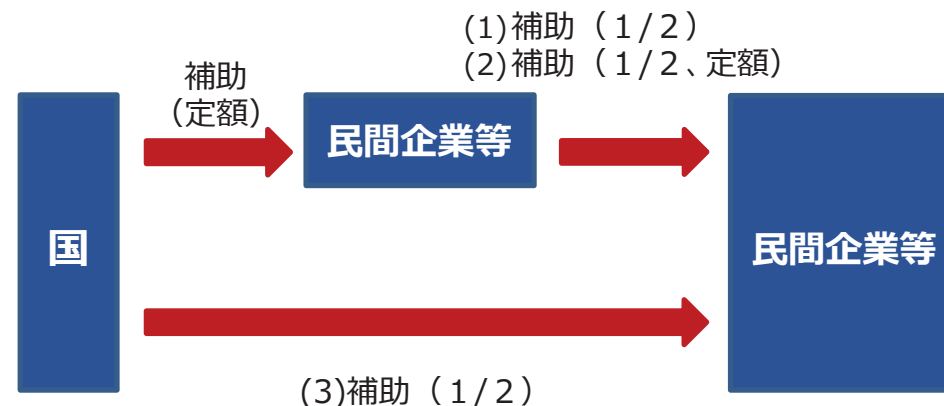 (1)補助（１/２）
(2)補助（１/２、定額）
補助
（定額）
民間企業等
国
民間企業等
(3)補助（１/２）